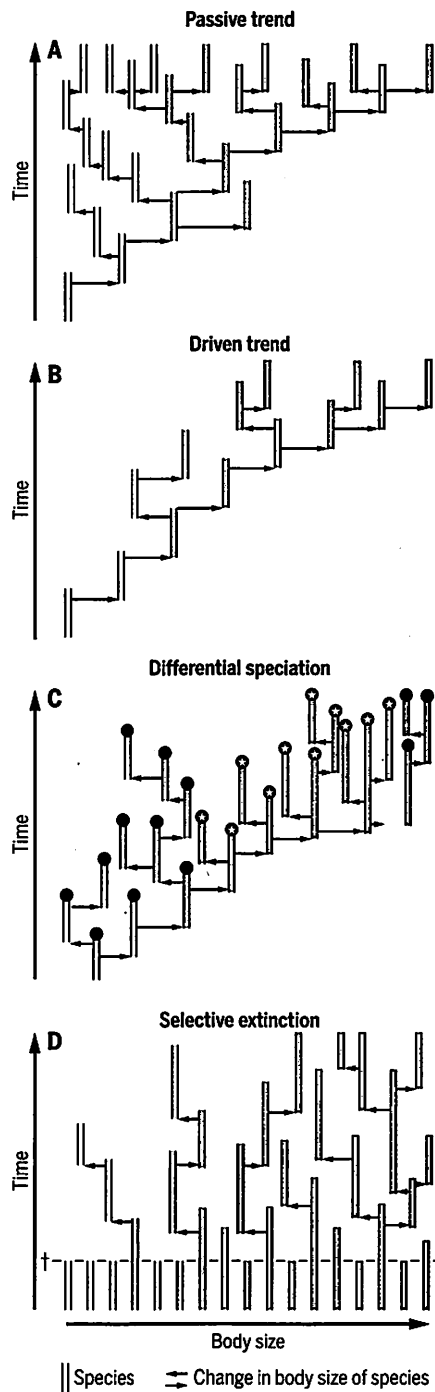 Passive trend
A
Time
Driven trend
B
Time
Differential speciation
C
Time
Selective extinction
D
Time
†
Body size
Species
Change in body size of species